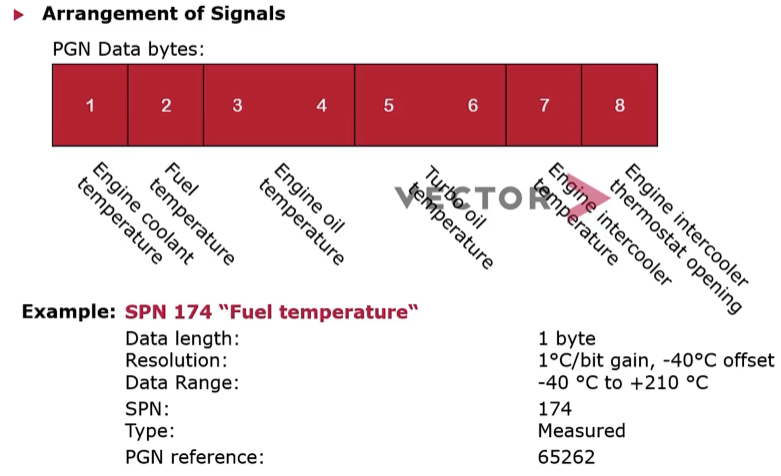 Arrangement of Signals
PGN Data bytes:
1 2 3 4 5 6 7 8
Engine coolant
temperature
Fuel
temperature
Engine oil
temperature
Turbo oil
temperature
Engine intercooler
temperature
Engine intercooler
thermostat opening
VECTOR
Example: SPN 174 “Fuel temperature“
Data length: 1 byte
Resolution: 1°C/bit gain, -40°C offset
Data Range: -40 °C to +210 °C
SPN: 174
Type: Measured
PGN reference: 65262